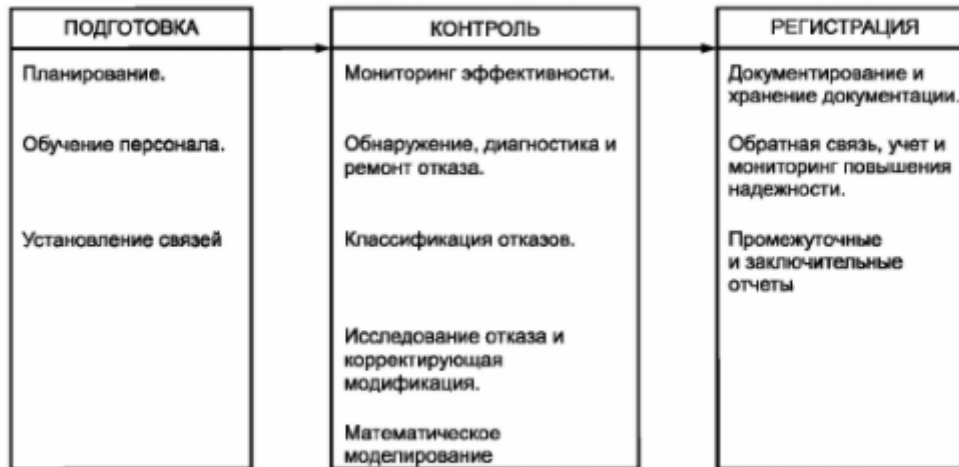 ПОДГОТОВКА
Планирование.
Обучение персонала.
Установление связей
КОНТРОЛЬ
Мониторинг эффективности.
Обнаружение, диагностика и
ремонт отказа.
Классификация отказов.
Исследование отказа и
корректирующая
модификация.
Математическое
моделирование
РЕГИСТРАЦИЯ
Документирование и
хранение документации.
Обратная связь, учет и
мониторинг повышения
надежности.
Промежуточные
и заключительные
отчеты